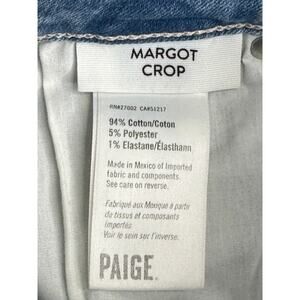 MARGOT
CROP
RN#27002 CA#51217
94% Cotton/Coton
5% Polyester
1% Elastane/Élasthann
Made in Mexico of Imported
fabric and components.
See care on reverse.
Fabriqué aux Mexique à partir
de tissus et composants
importés.
Voir le soin sur l'inverse.
PAIGE.